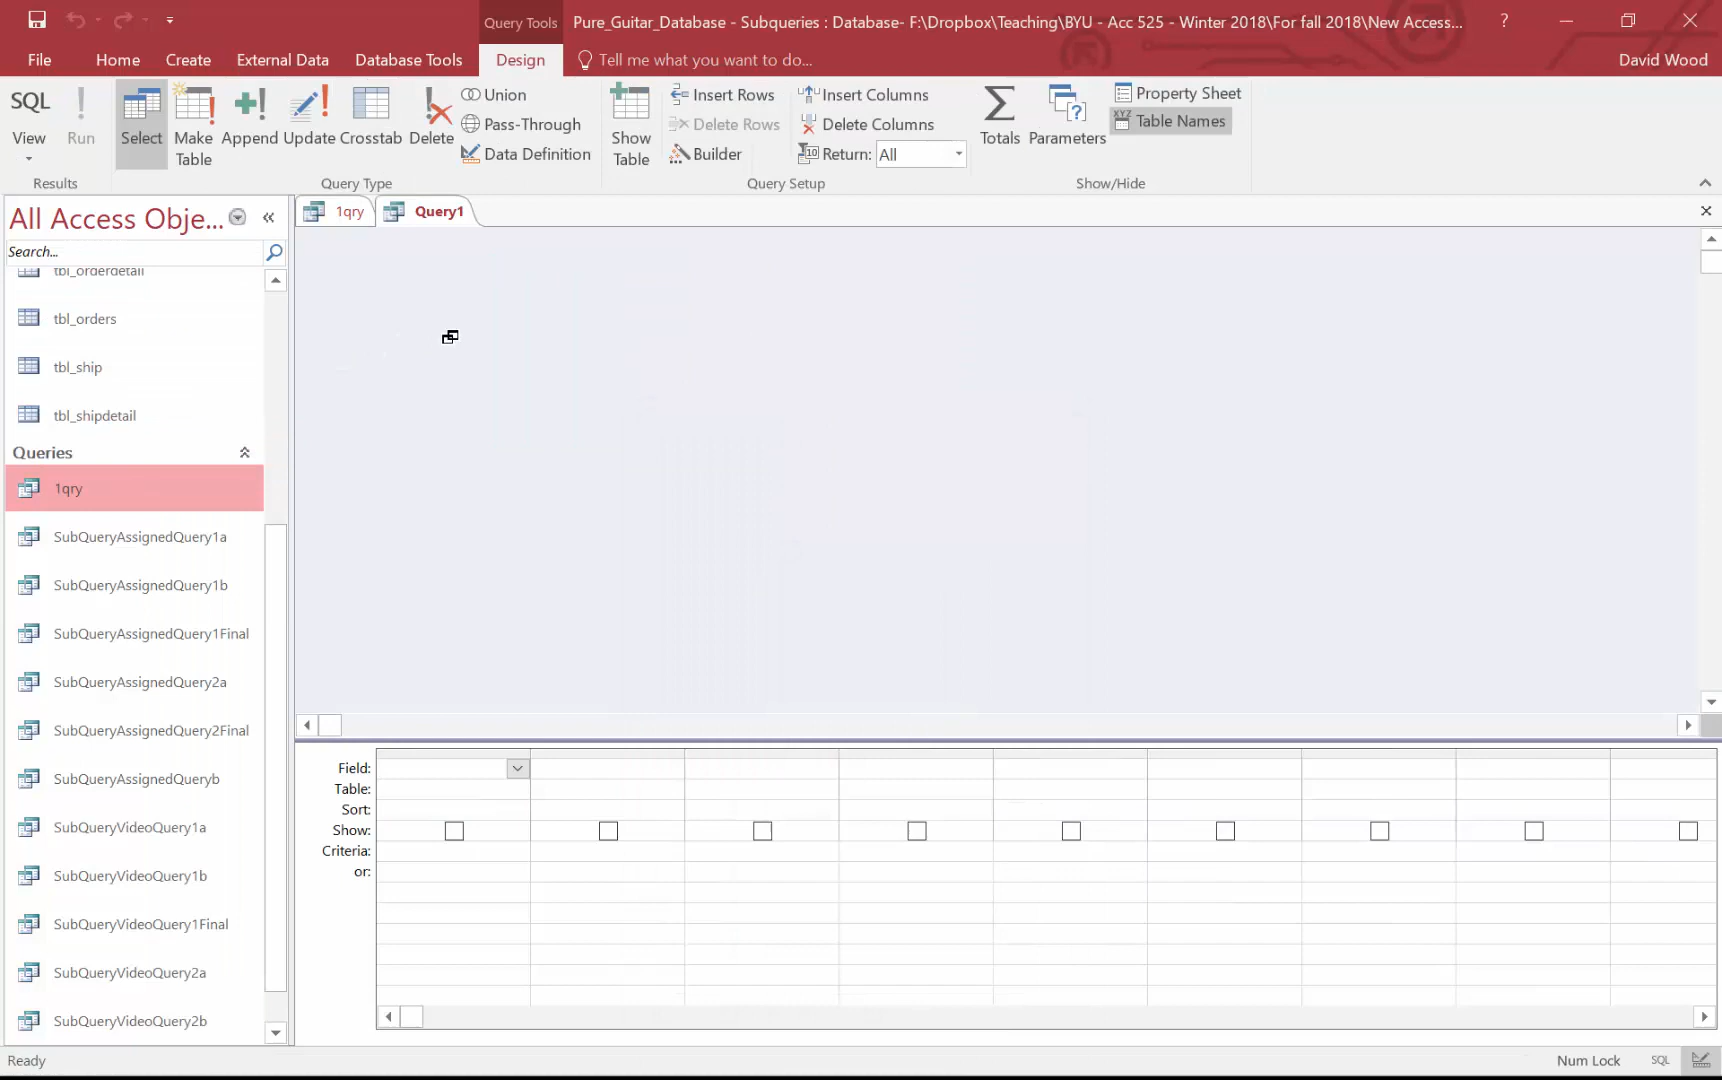 Query Tools
Pure_Guitar_Database - Subqueries : Database- F:\Dropbox\Teaching\BYU - Acc 525 - Winter 2018\For fall 2018\New Access...
?
File
Home
Create
External Data
Database Tools
Design
Tell me what you want to do...
David Wood
SQL
View
Run
Select
Make
Table
Append
Update
Crosstab
Delete
Union
Pass-Through
Data Definition
Show
Table
Insert Rows
Delete Rows
Builder
Insert Columns
Delete Columns
Return:
All
Totals
Parameters
Property Sheet
Table Names
Results
Query Type
Query Setup
Show/Hide
All Access Obje...
Search...
tbl_orderdetail
tbl_orders
tbl_ship
tbl_shipdetail
Queries
1qry
SubQueryAssignedQuery1a
SubQueryAssignedQuery1b
SubQueryAssignedQuery1Final
SubQueryAssignedQuery2a
SubQueryAssignedQuery2Final
SubQueryAssignedQueryb
SubQueryVideoQuery1a
SubQueryVideoQuery1b
SubQueryVideoQuery1Final
SubQueryVideoQuery2a
SubQueryVideoQuery2b
1qry
Query1
Field:
Table:
Sort:
Show:
Criteria:
or:
Ready
Num Lock
SQL